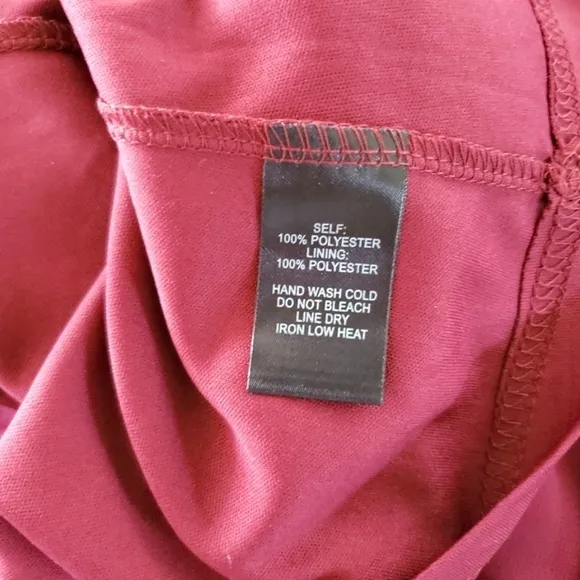 SELF:
100% POLYESTER
LINING:
100% POLYESTER
HAND WASH COLD
DO NOT BLEACH
LINE DRY
IRON LOW HEAT